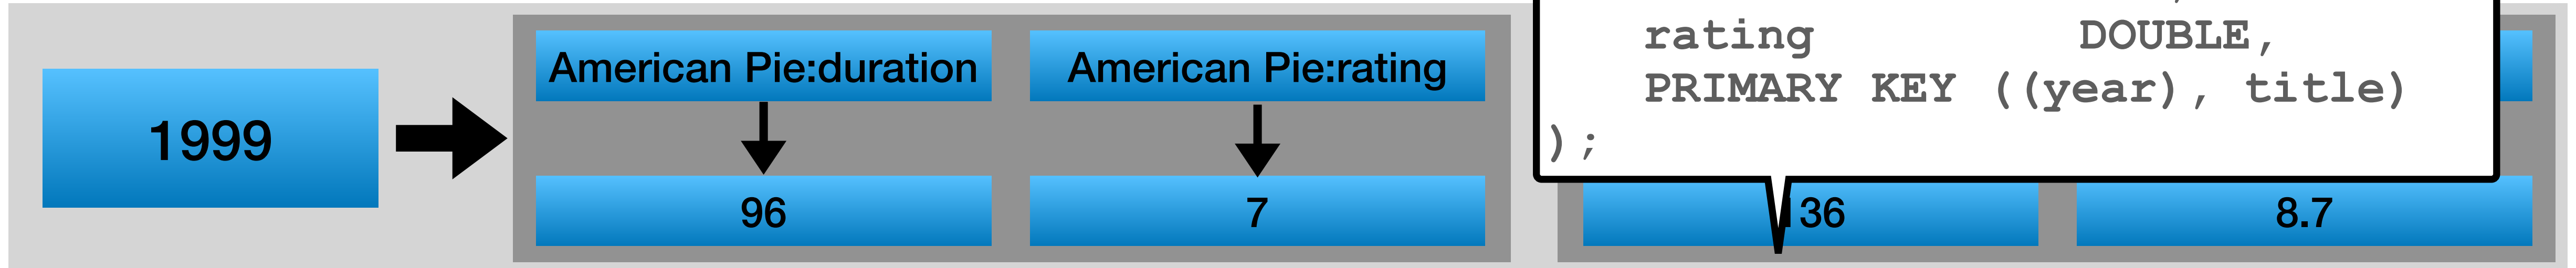 1999
American Pie:duration
American Pie:rating
96
7
rating DOUBLE,
PRIMARY KEY ((year), title)
);
36
8.7